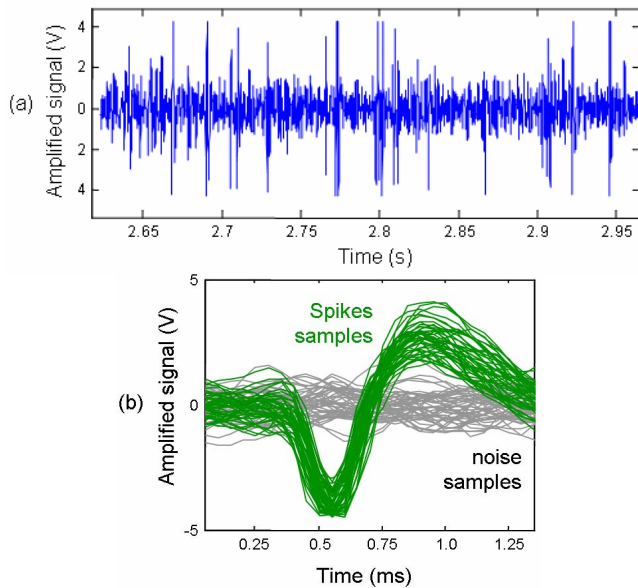 (a)
Amplified signal (V)
4
2
0
2
4
2.65
2.7
2.75
2.8
2.85
2.9
2.95
Time (s)
(b)
Amplified signal (V)
5
0
-5
Spikes
samples
noise
samples
0.25
0.5
0.75
1.0
1.25
Time (ms)